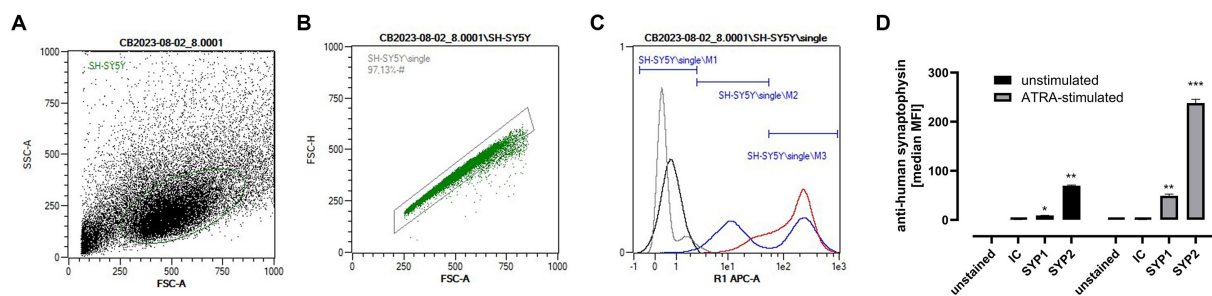 A
CB2023-08-02_8.0001
SH-SY5Y
SSC-A
1000
750
500
250
0
0 250 500 750 1000
FSC-A
B
CB2023-08-02_8.0001\SH-SY5Y
SH-SY5Y\single
97,13%-#
FSC-H
1000
750
500
250
0
0 250 500 750 1000
FSC-A
C
CB2023-08-02_8.0001\SH-SY5Y\single
1
SH-SY5Y\single\M1
SH-SY5Y\single\M2
SH-SY5Y\single\M3
0
-1 0 1 1e1 1e2 1e3
R1 APC-A
D
anti-human synaptophysin
[median MFI]
300
200
100
0
unstimulated
ATRA-stimulated
* ** ** ***
unstained IC SYP1 SYP2 unstained IC SYP1 SYP2